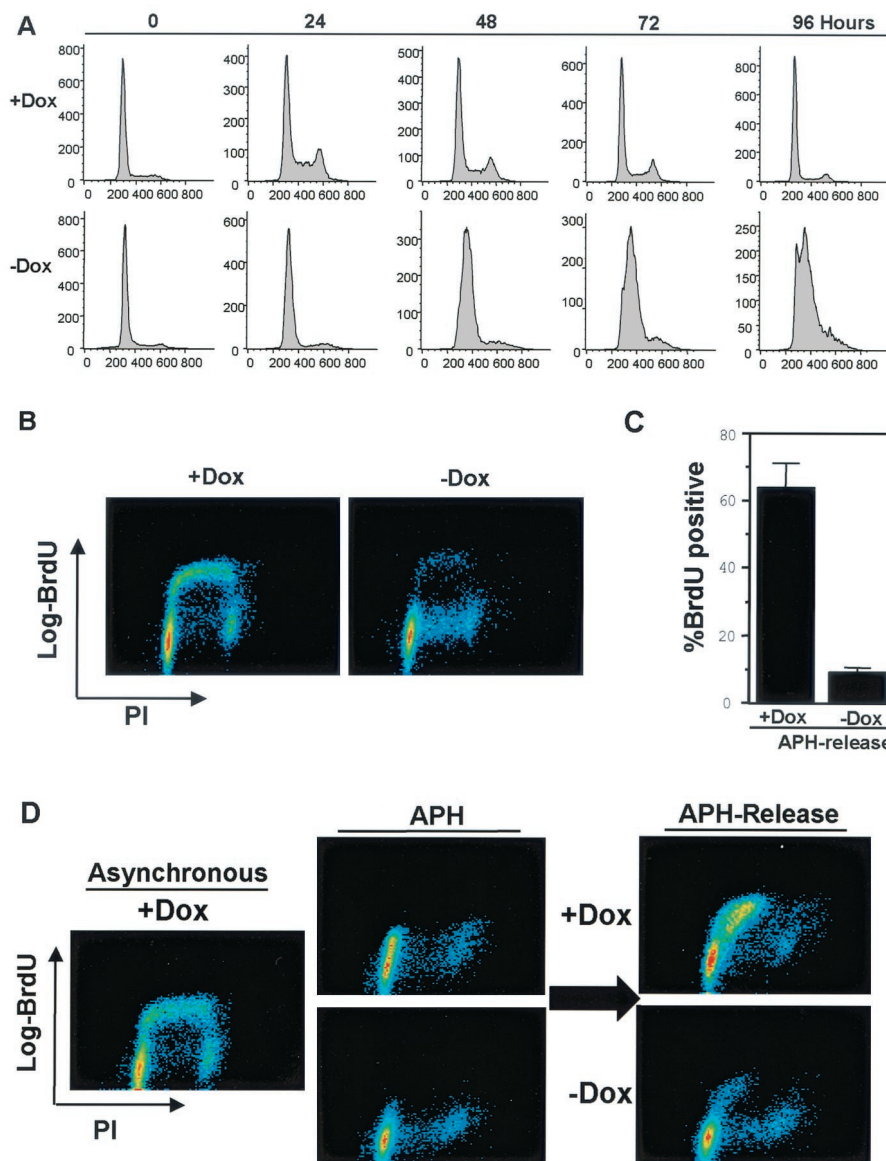 A
0 24 48 72 96 Hours
+Dox
800 600 400 200 0
0 200 400 600 800
400 300 200 100 0
0 200 400 600 800
500 400 300 200 100 0
0 200 400 600 800
600 400 200 0
0 200 400 600 800
800 600 400 200 0
0 200 400 600 800
-Dox
800 600 400 200 0
0 200 400 600 800
600 400 200 0
0 200 400 600 800
300 200 100 0
0 200 400 600 800
300 200 100 0
0 200 400 600 800
250 200 150 100 50 0
0 200 400 600 800
B
+Dox -Dox
Log-BrdU
PI
C
%BrdU positive
80
60
40
20
0
+Dox -Dox
APH-release
D
APH APH-Release
Asynchronous
+Dox
+Dox
Log-BrdU
-Dox
PI